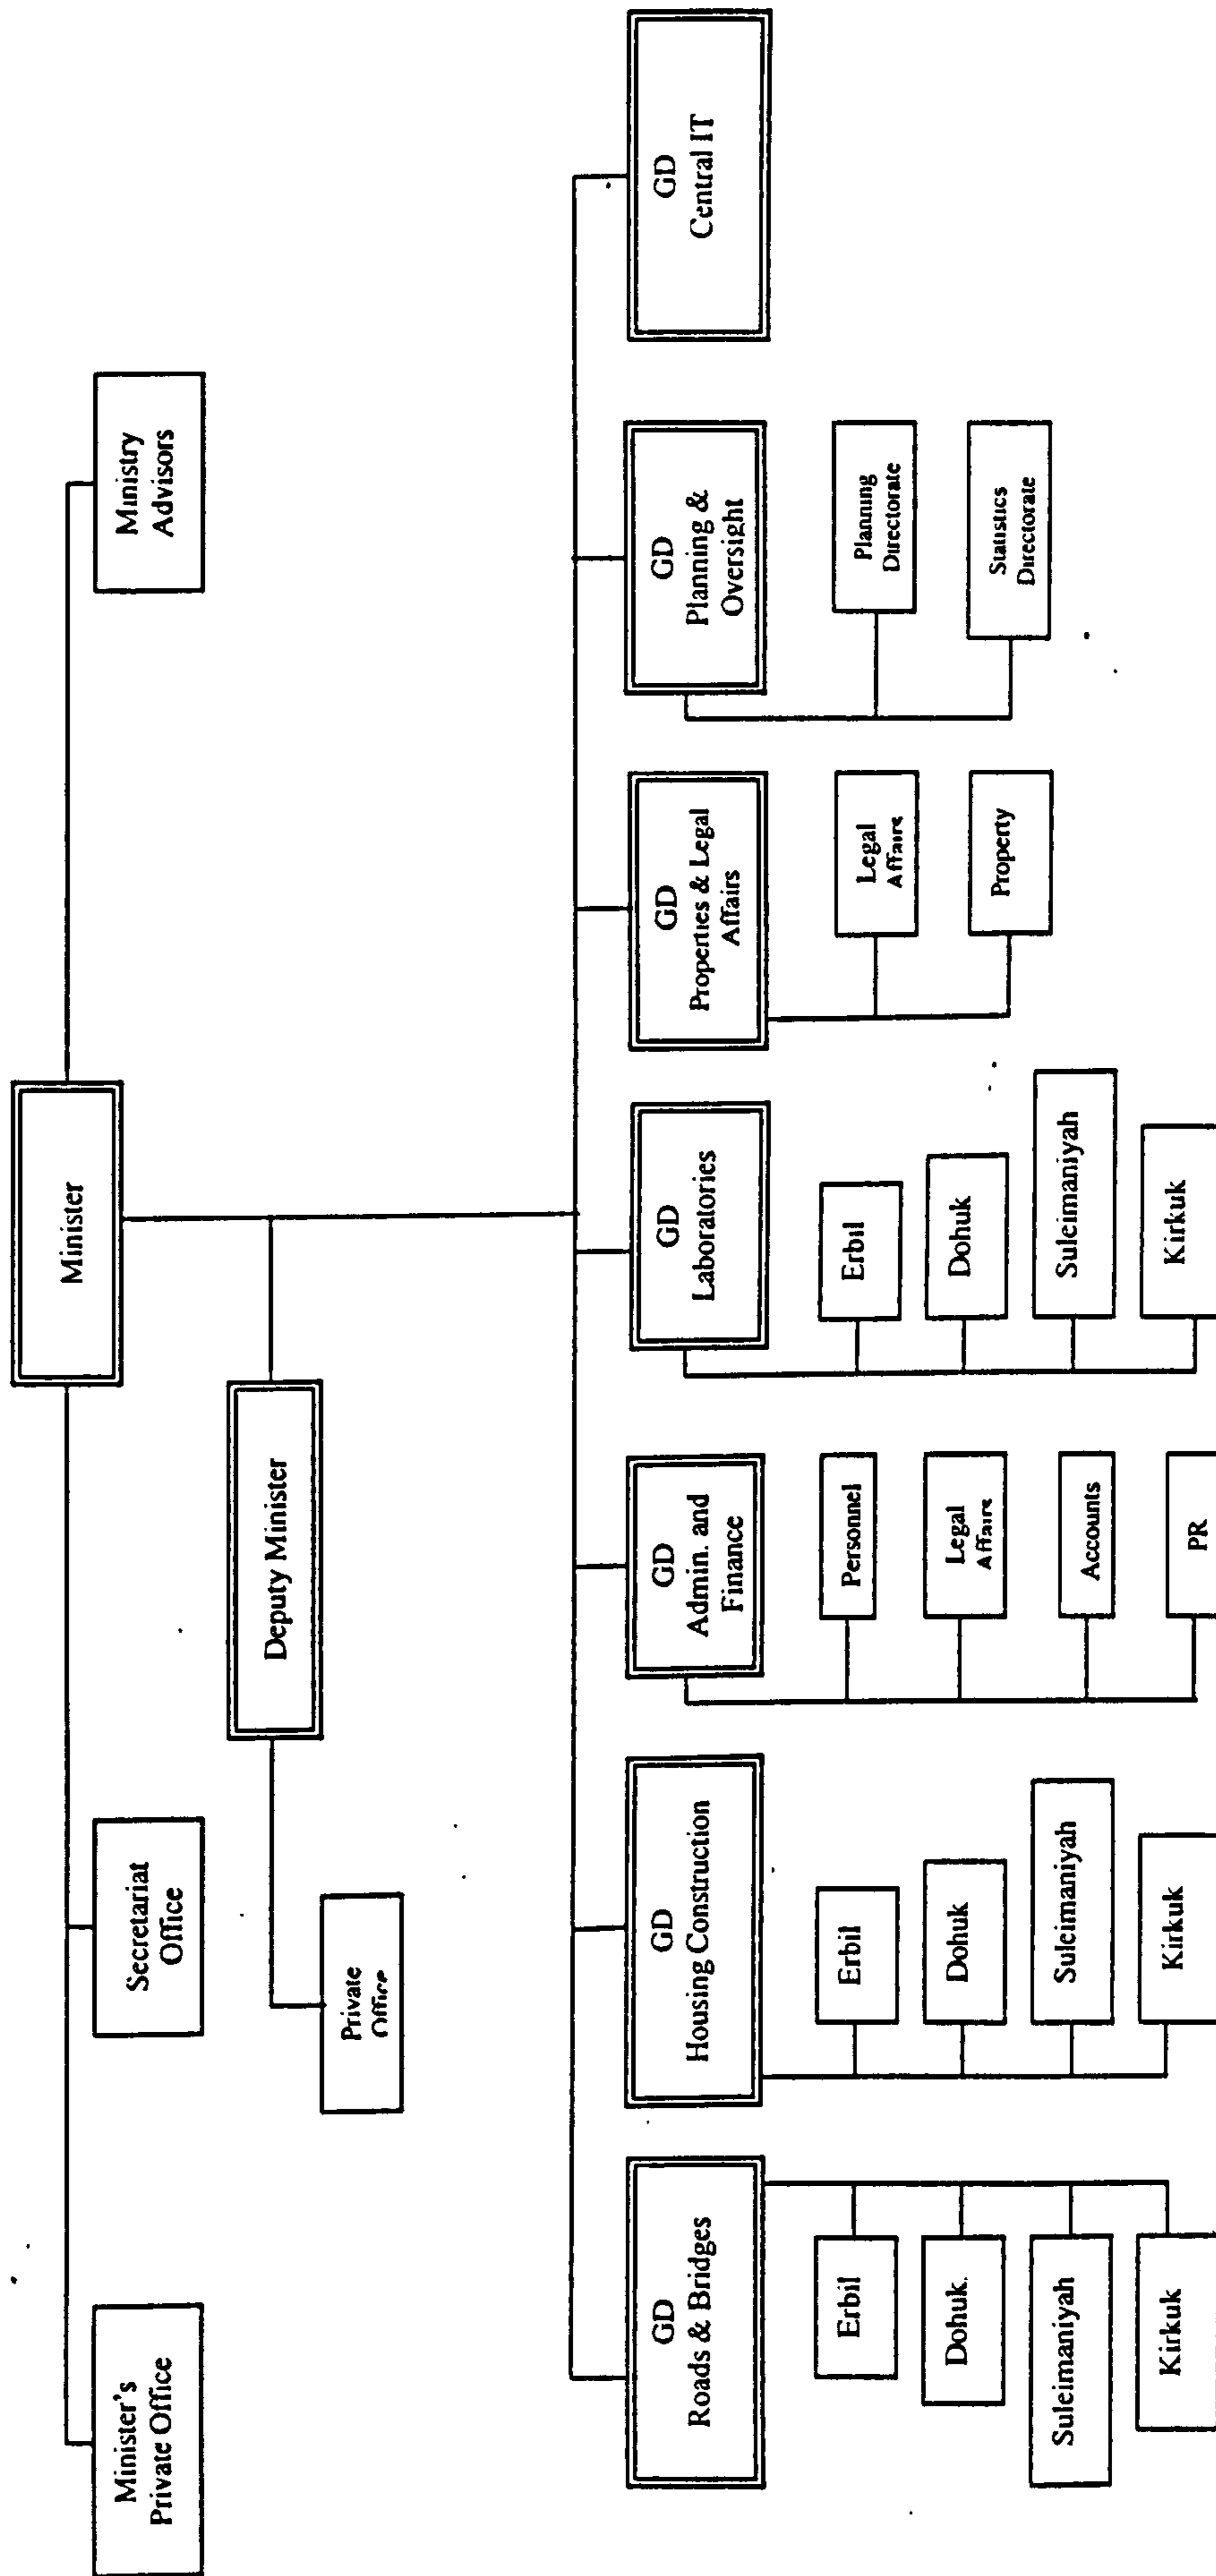 Minister
Minister's
Private Office
Secretariat
Office
Ministry
Advisors
Deputy Minister
Private
Office
GD
Roads & Bridges
Erbil
Dohuk.
Suleimaniyah
Kirkuk
GD
Housing Construction
Erbil
Dohuk
Suleimaniyah
Kirkuk
GD
Admin. and
Finance
Personnel
Legal
Affairs
Accounts
PR
GD
Laboratories
Erbil
Dohuk
Suleimaniyah
Kirkuk
GD
Properties & Legal
Affairs
Legal
Affairs
Property
GD
Planning &
Oversight
Planning
Directorate
Statistics
Directorate
GD
Central IT